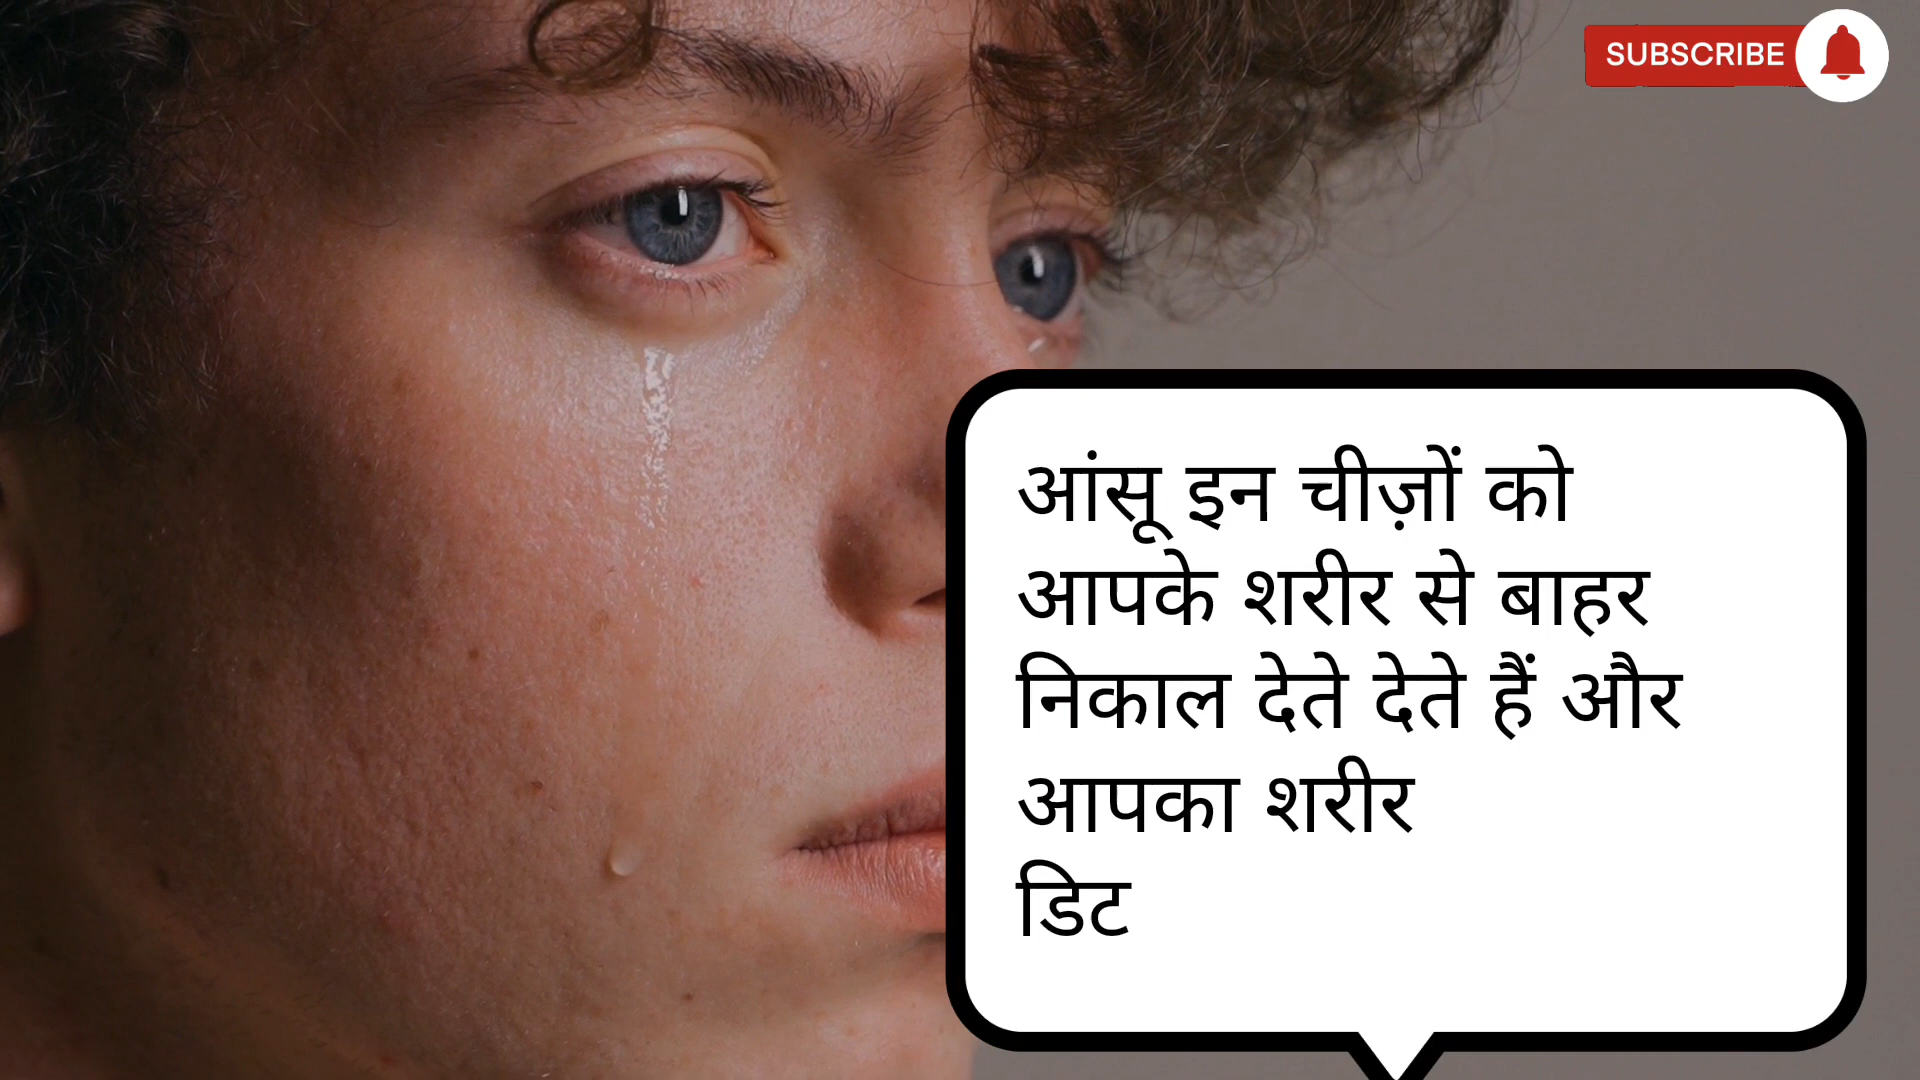 SUBSCRIBE
आंसू इन चीज़ों को
आपके शरीर से बाहर
निकाल देते देते हैं और
आपका शरीर
डिट